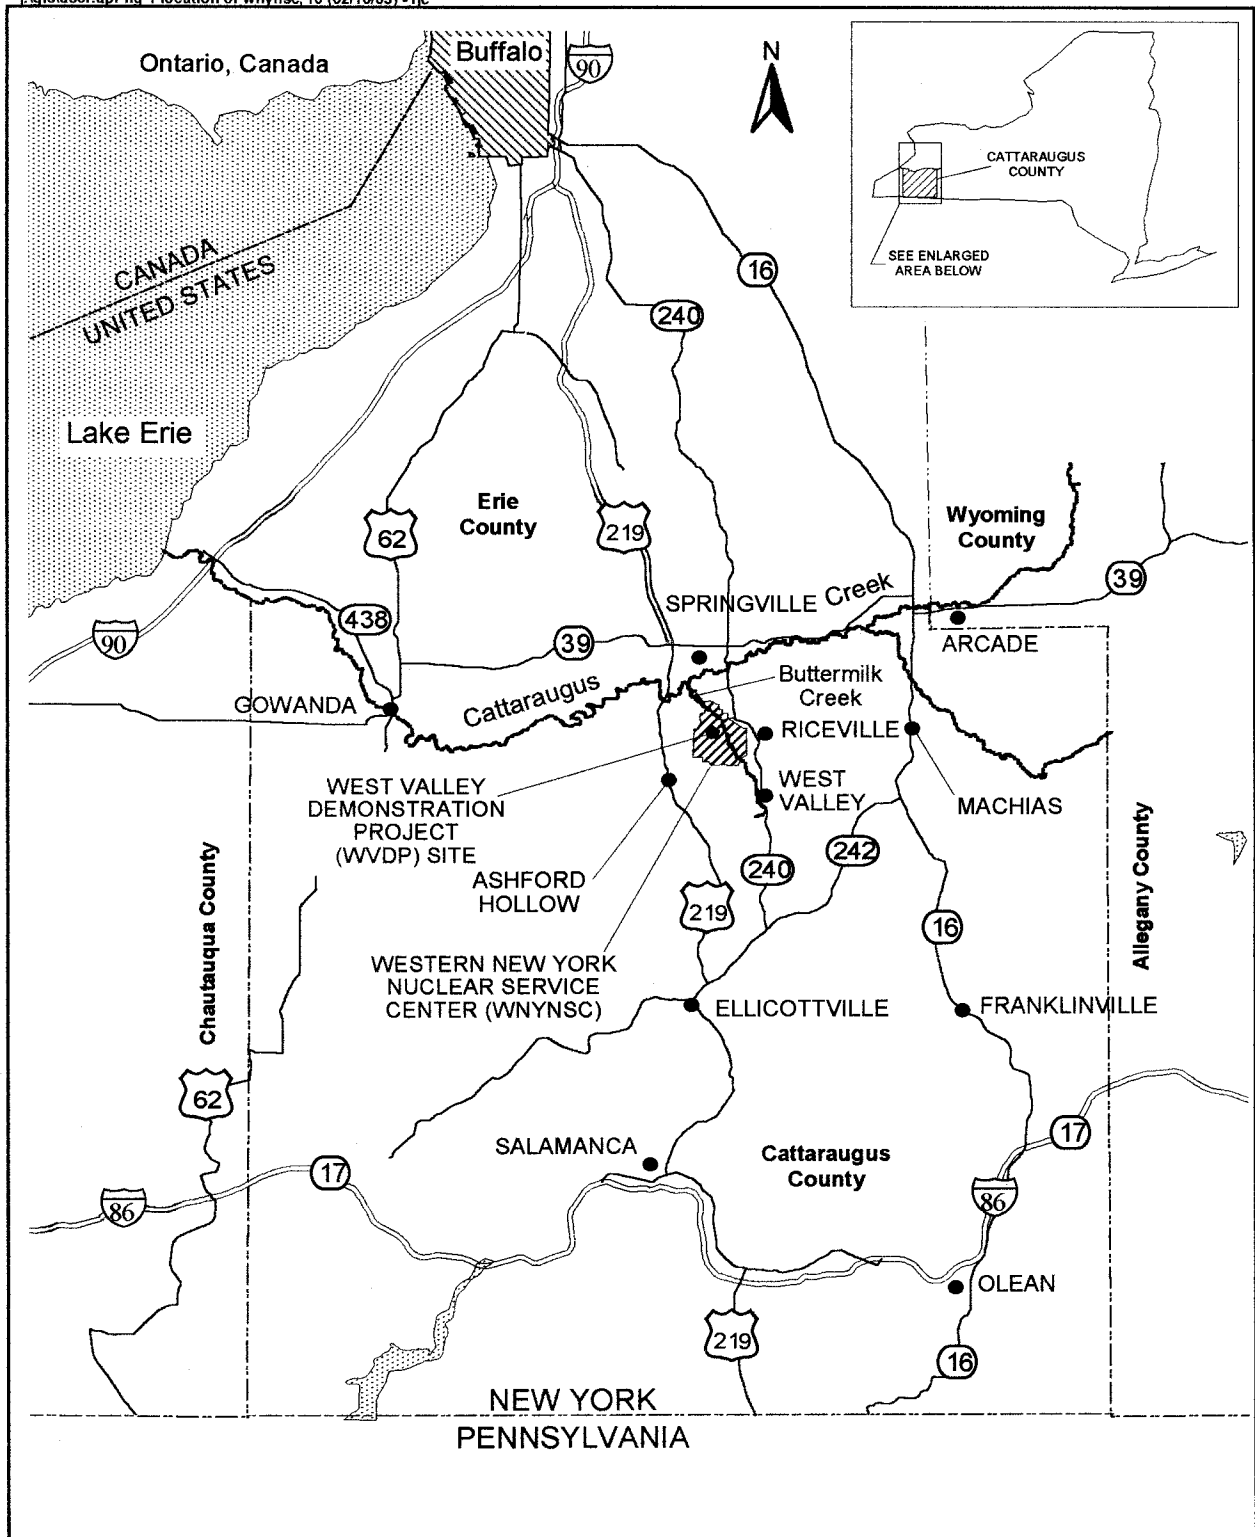 Buffalo
Ontario, Canada
90
N
CATTARAUGUS
COUNTY
SEE ENLARGED
AREA BELOW
CANADA
UNITED STATES
16
240
Lake Erie
Erie
County
62
219
Wyoming
County
39
SPRINGVILLE
Creek
438
90
39
ARCADE
Buttermilk
Creek
Cattaraugus
GOWANDA
RICEVILLE
WEST VALLEY
DEMONSTRATION
PROJECT
(WVDP) SITE
WEST
VALLEY
MACHIAS
Allegany County
Chautauqua County
242
240
ASHFORD
HOLLOW
219
16
WESTERN NEW YORK
NUCLEAR SERVICE
CENTER (WNYNSC)
ELLICOTTVILLE
FRANKLINVILLE
62
17
SALAMANCA
Cattaraugus
County
17
86
86
OLEAN
219
16
NEW YORK
PENNSYLVANIA